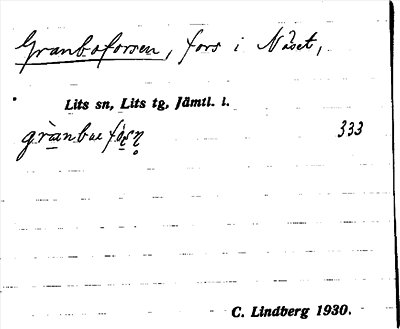 Granboforsen, fors i Näset,
Lits sn, Lits tg, Jämtl. l.
333
C. Lindberg 1930.